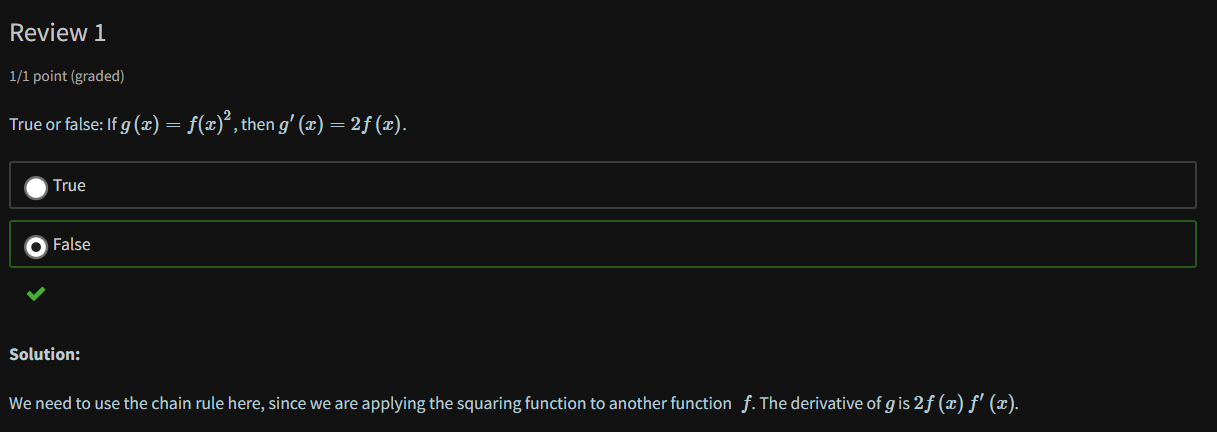 Review 1
1/1 point (graded)
True or false: If g(x) = f(x)², then g′(x) = 2f(x).
True
False
Solution:
We need to use the chain rule here, since we are applying the squaring function to another function f. The derivative of g is 2f(x) f′(x).